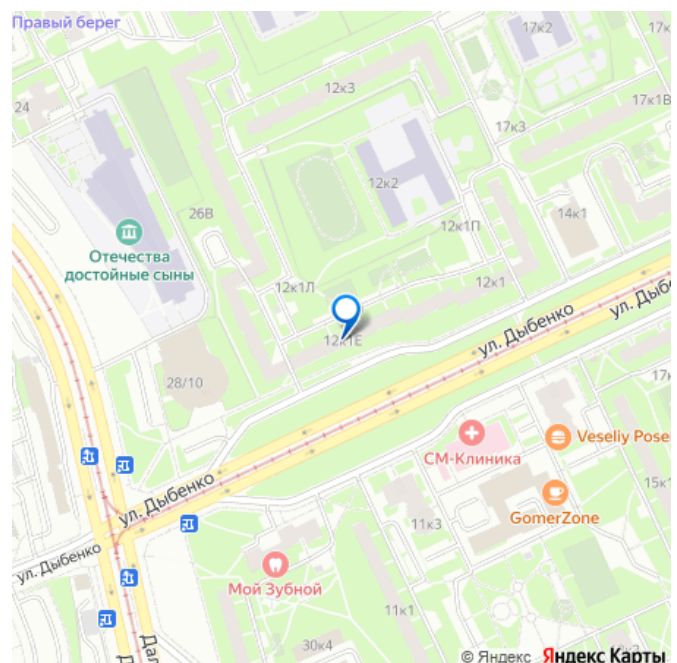 Правый берег
17к2
24
12к3
17к1В
17к3
12к2
26В
14к1
12к1П
Отечества
достойные сыны
12к1Л
12к1
ул. Дыбенко
12к1Е
ул. Дыбенко
28/10
17к
СМ-Клиника
Veseliy Pose
15к1
ул. Дыбенко
GomerZone
11к3
ул. Дыбенко
Мой Зубной
11к1
30к4
Дал
© Яндекс Яндекс Карты